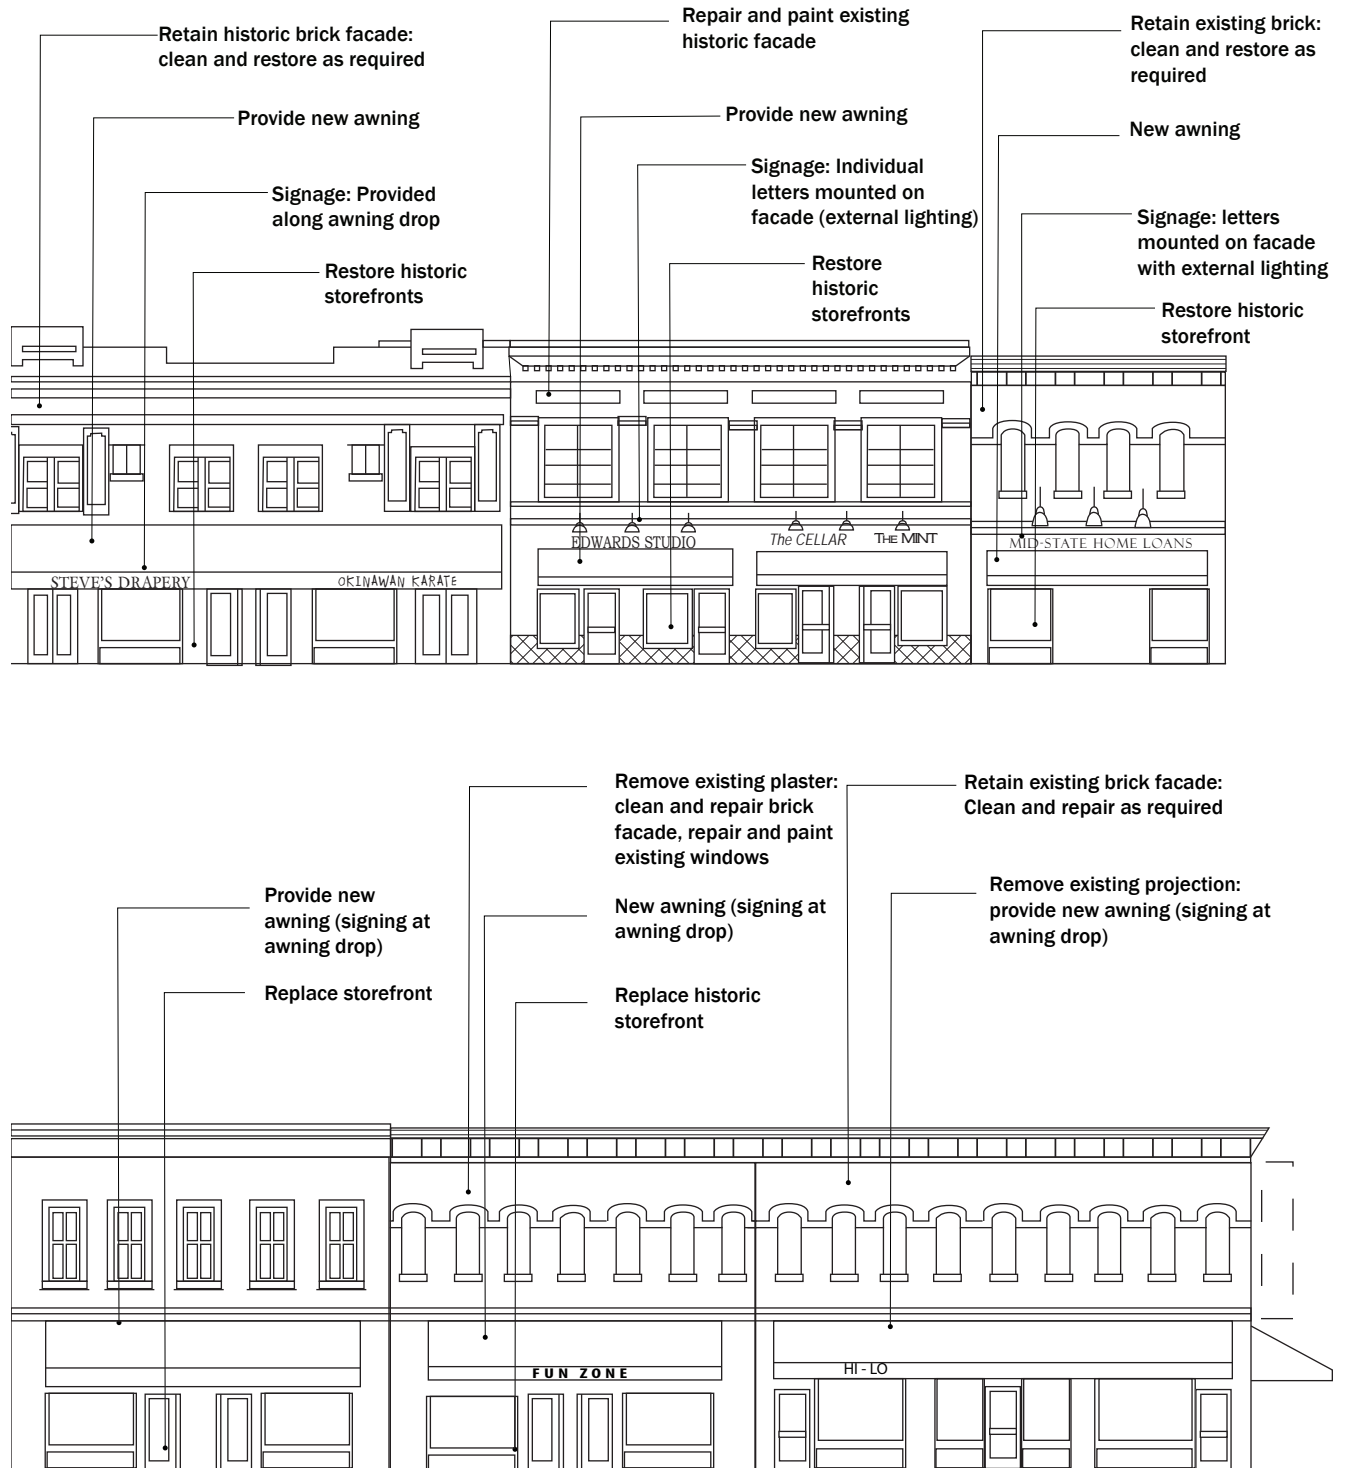 Retain historic brick facade:
clean and restore as required
Provide new awning
Signage: Provided
along awning drop
Restore historic
storefronts
Repair and paint existing
historic facade
Provide new awning
Signage: Individual
letters mounted on
facade (external lighting)
Restore
historic
storefronts
Retain existing brick:
clean and restore as
required
New awning
Signage: letters
mounted on facade
with external lighting
Restore historic
storefront
STEVE'S DRAPERY
OKINAWAN KARATE
EDWARDS STUDIO
The CELLAR
THE MINT
MID-STATE HOME LOANS
Provide new
awning (signing at
awning drop)
Replace storefront
Remove existing plaster:
clean and repair brick
facade, repair and paint
existing windows
New awning (signing at
awning drop)
Replace historic
storefront
Retain existing brick facade:
Clean and repair as required
Remove existing projection:
provide new awning (signing at
awning drop)
FUN ZONE
HI - LO